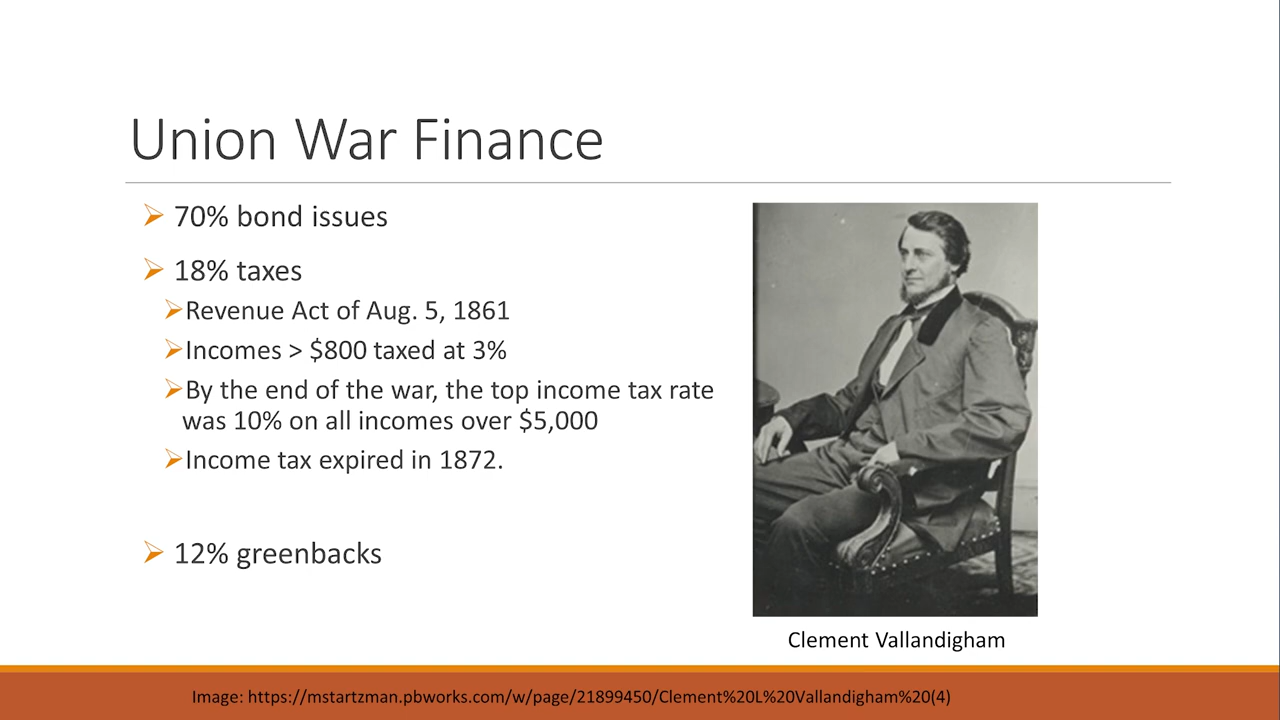 Union War Finance
70% bond issues
18% taxes
Revenue Act of Aug. 5, 1861
Incomes > $800 taxed at 3%
By the end of the war, the top income tax rate
was 10% on all incomes over $5,000
Income tax expired in 1872.
12% greenbacks
Clement Vallandigham
Image: https://mstartzman.pbworks.com/w/page/21899450/Clement%20L%20Vallandigham%20(4)